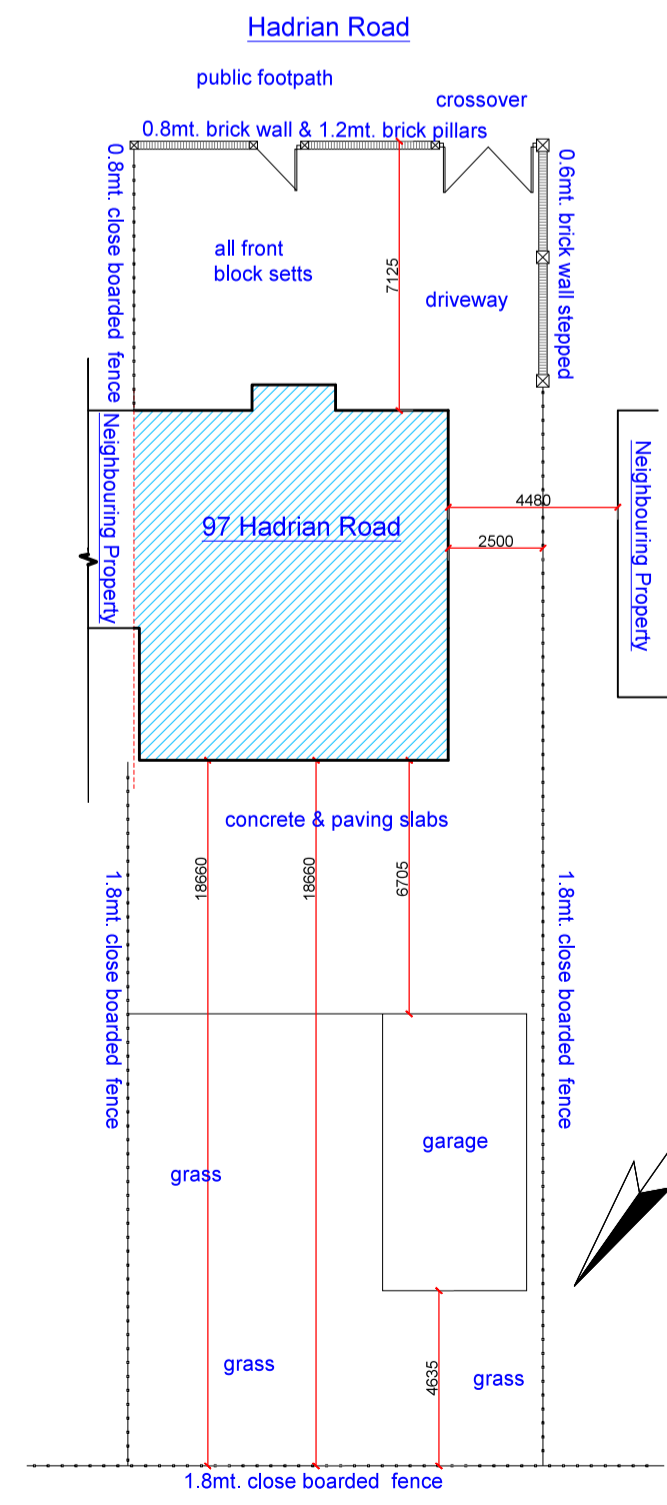 Hadrian Road
public footpath
crossover
0.8mt. brick wall & 1.2mt. brick pillars
0.8mt. close boarded fence
0.6mt. brick wall stepped
all front
block setts
7125
driveway
Neighbouring Property
97 Hadrian Road
4480
2500
Neighbouring Property
concrete & paving slabs
18660
18660
6705
1.8mt. close boarded fence
1.8mt. close boarded fence
garage
grass
grass
4635
grass
1.8mt. close boarded fence